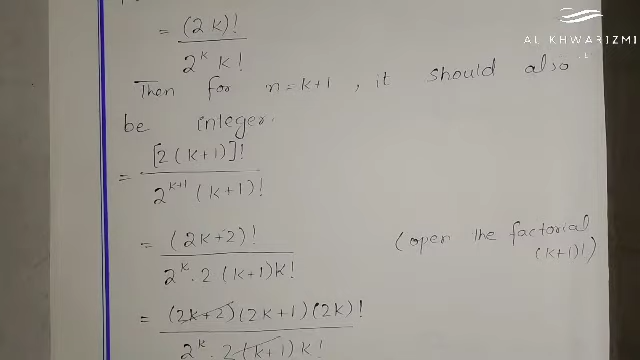 = (2k)! / 2^k k!
AL KHWARIZMI
Then for n = k+1, it should also
be integer.
= [2(k+1)]! / 2^{k+1} (k+1)!
= (2k+2)! / 2^k . 2 (k+1) k! (open the factorial
(k+1)!)
= (2k+2)(2k+1)(2k)! / 2^k . 2(k+1) k!